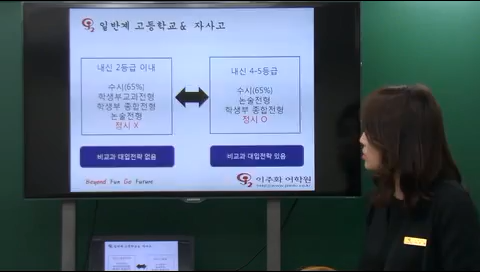 일반계 고등학교& 자사고
내신 2등급 이내
수시(65%)
학생부교과전형
학생부 종합전형
논술전형
정시 X
내신 4-5등급
수시(65%)
논술전형
학생부 종합전형
정시 O
비교과 대입전략 없음
비교과 대입전략 있음
Beyond Fun Go Future
이주화 어학원